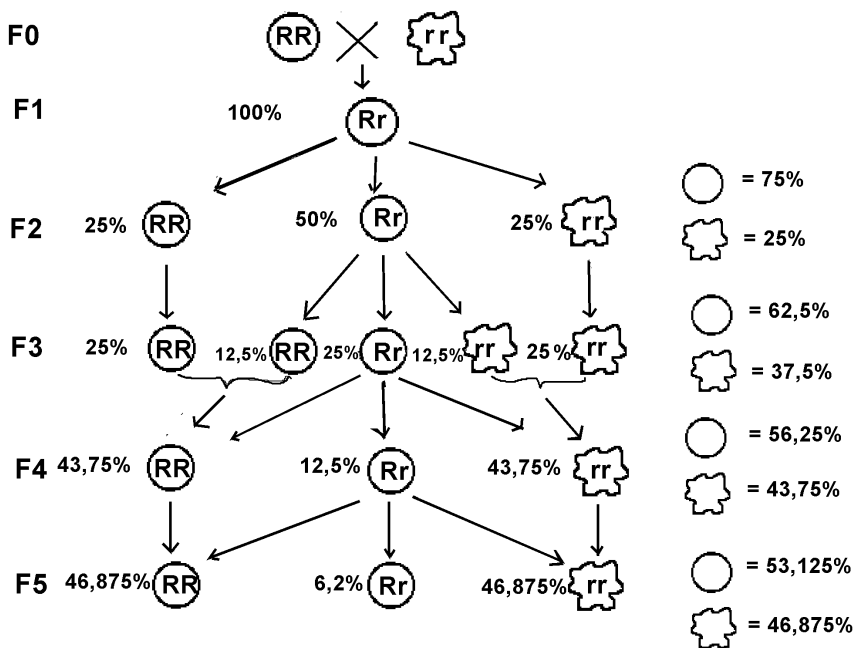 F0 RR rr
F1 100% Rr
F2 25% RR 50% Rr 25% rr
= 75%
= 25%
F3 25% RR 12,5% RR 25% Rr 12,5% rr 25% rr
= 62,5%
= 37,5%
F4 43,75% RR 12,5% Rr 43,75% rr
= 56,25%
= 43,75%
F5 46,875% RR 6,2% Rr 46,875% rr
= 53,125%
= 46,875%